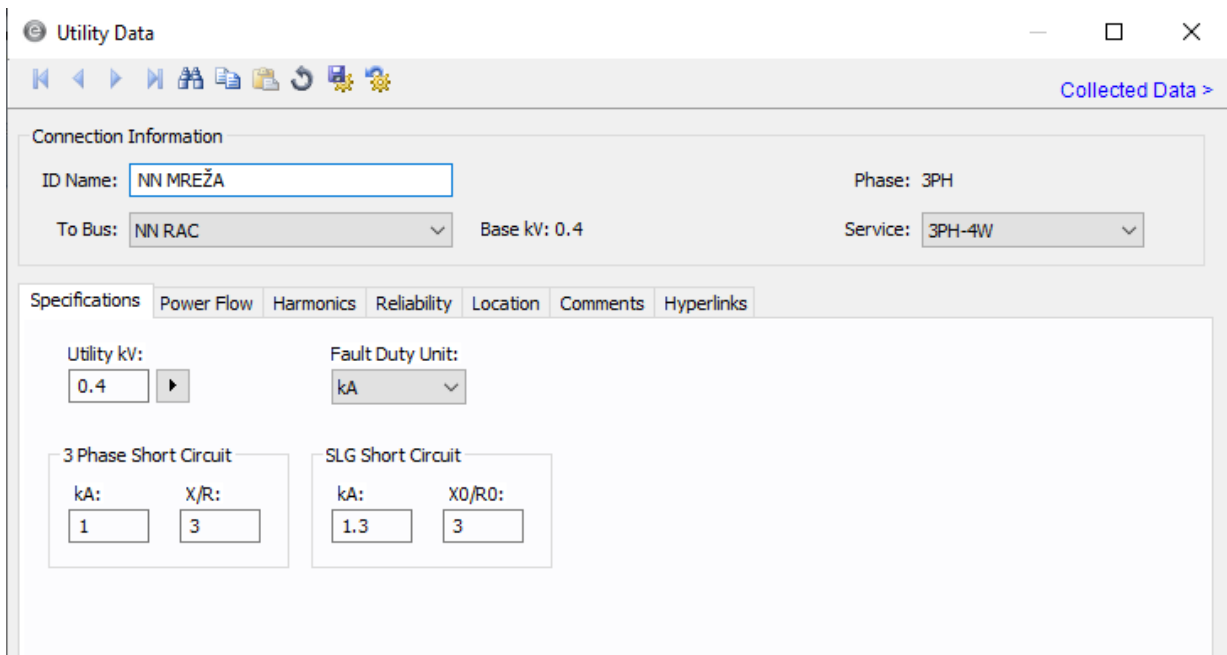 Utility Data
Collected Data >
Connection Information
ID Name: NN MREŽA Phase: 3PH
To Bus: NN RAC Base kV: 0.4 Service: 3PH-4W
Specifications Power Flow Harmonics Reliability Location Comments Hyperlinks
Utility kV: Fault Duty Unit:
0.4 kA
3 Phase Short Circuit SLG Short Circuit
kA: X/R: kA: X0/R0:
1 3 1.3 3